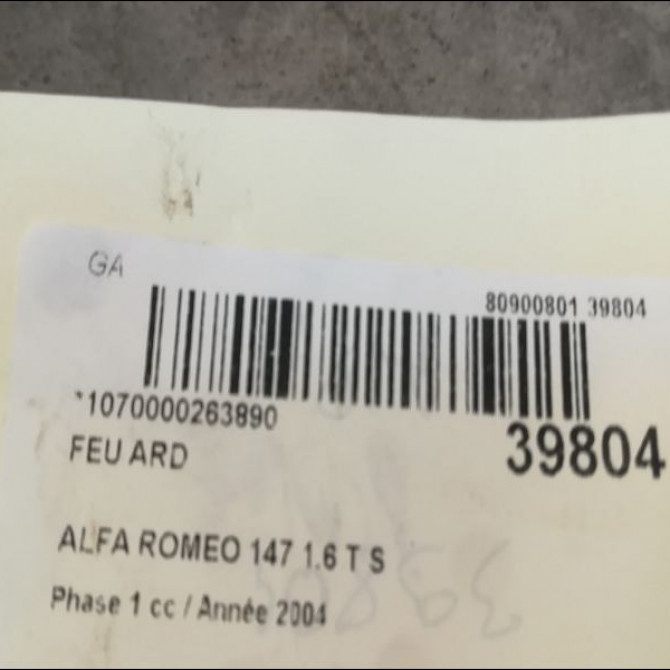 GA
80900801 39804
*1070000263890
39804
FEU ARD
ALFA ROMEO 147 1.6 T S
Phase 1 cc / Année 2004